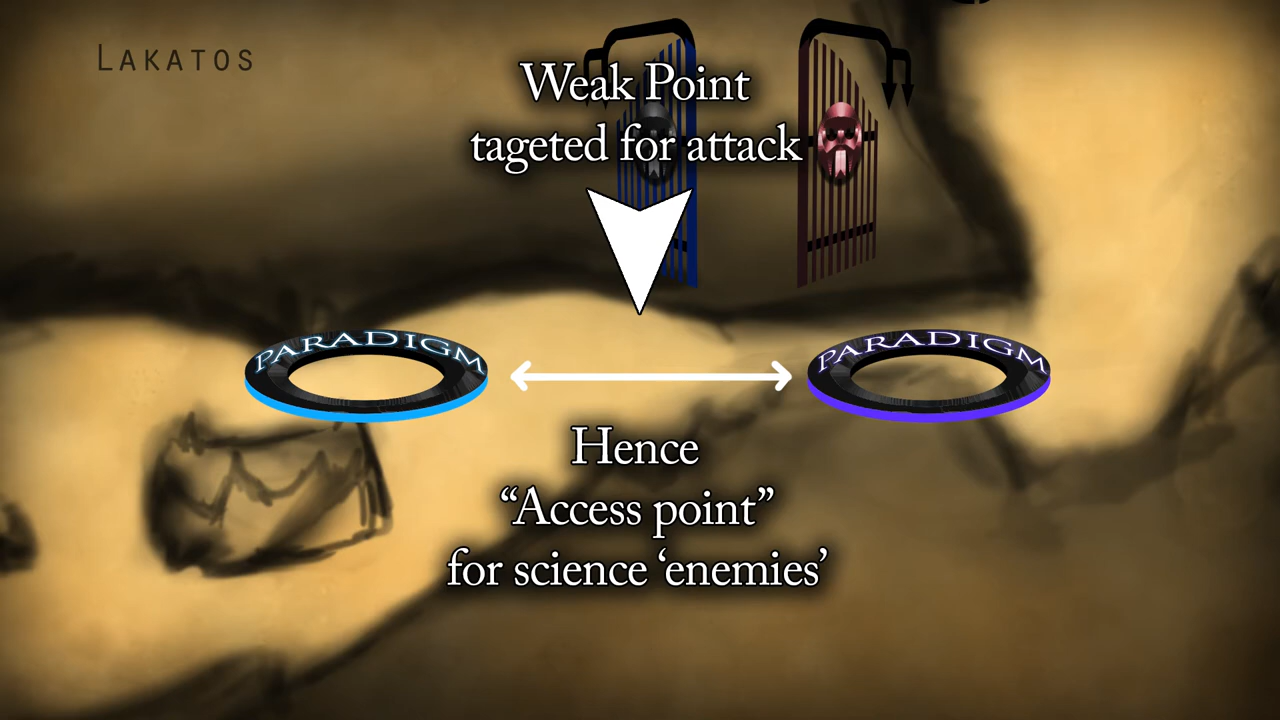 LAKATOS
Weak Point
tageted for attack
PARADIGM
PARADIGM
Hence
“Access point”
for science ‘enemies’